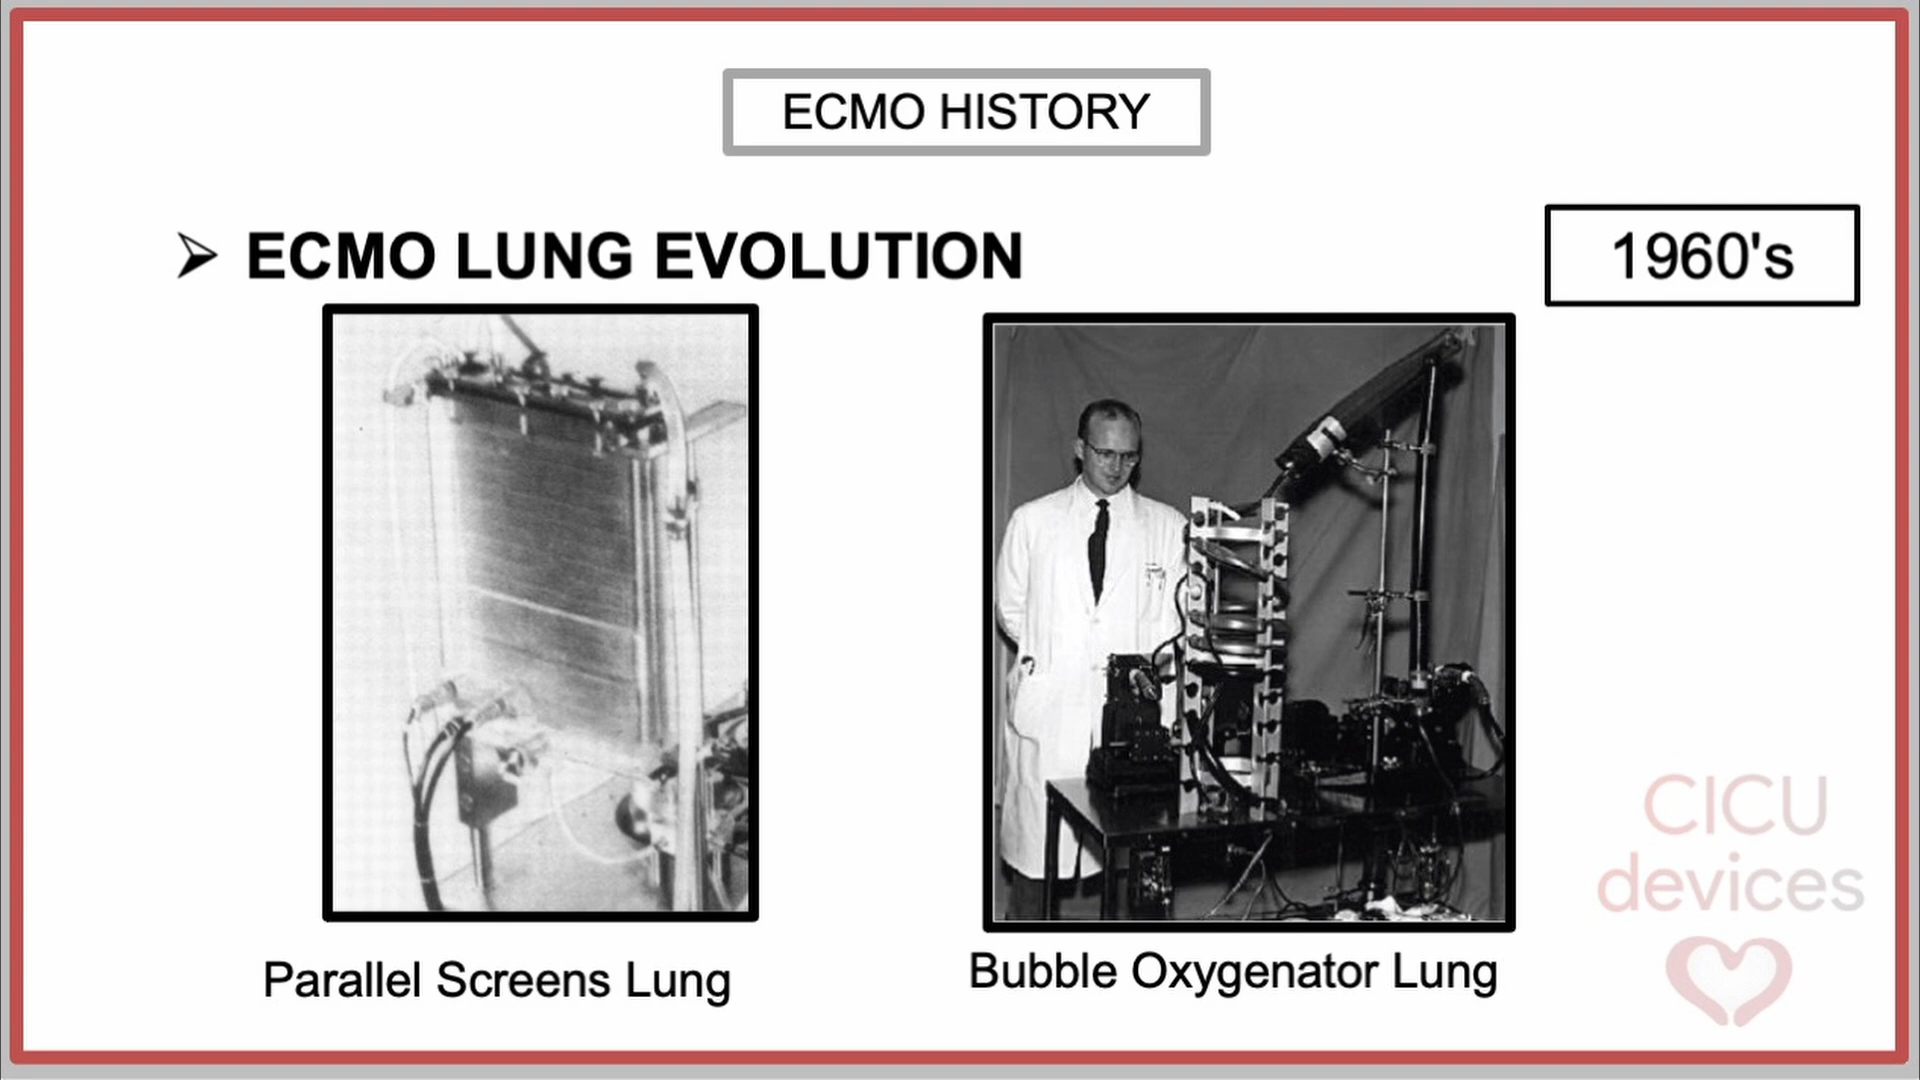 ECMO HISTORY
➢ ECMO LUNG EVOLUTION
1960's
Parallel Screens Lung
Bubble Oxygenator Lung
CICU
devices